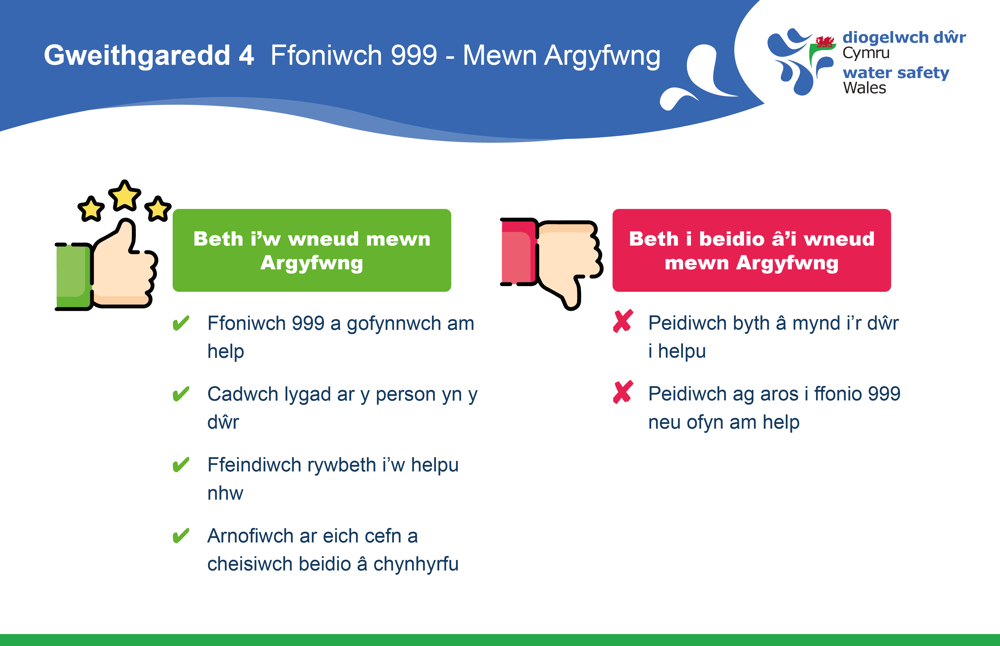 Gweithgaredd 4 Ffoniwch 999 - Mewn Argyfwng
diogelwch dŵr
Cymru
water safety
Wales
Beth i’w wneud mewn
Argyfwng
Ffoniwch 999 a gofynnwch am
help
Cadwch lygad ar y person yn y
dŵr
Ffeindiwch rywbeth i’w helpu
nhw
Arnofiwch ar eich cefn a
cheisiwch beidio â chynhyrfu
Beth i beidio â’i wneud
mewn Argyfwng
Peidiwch byth â mynd i’r dŵr
i helpu
Peidiwch ag aros i ffonio 999
neu ofyn am help